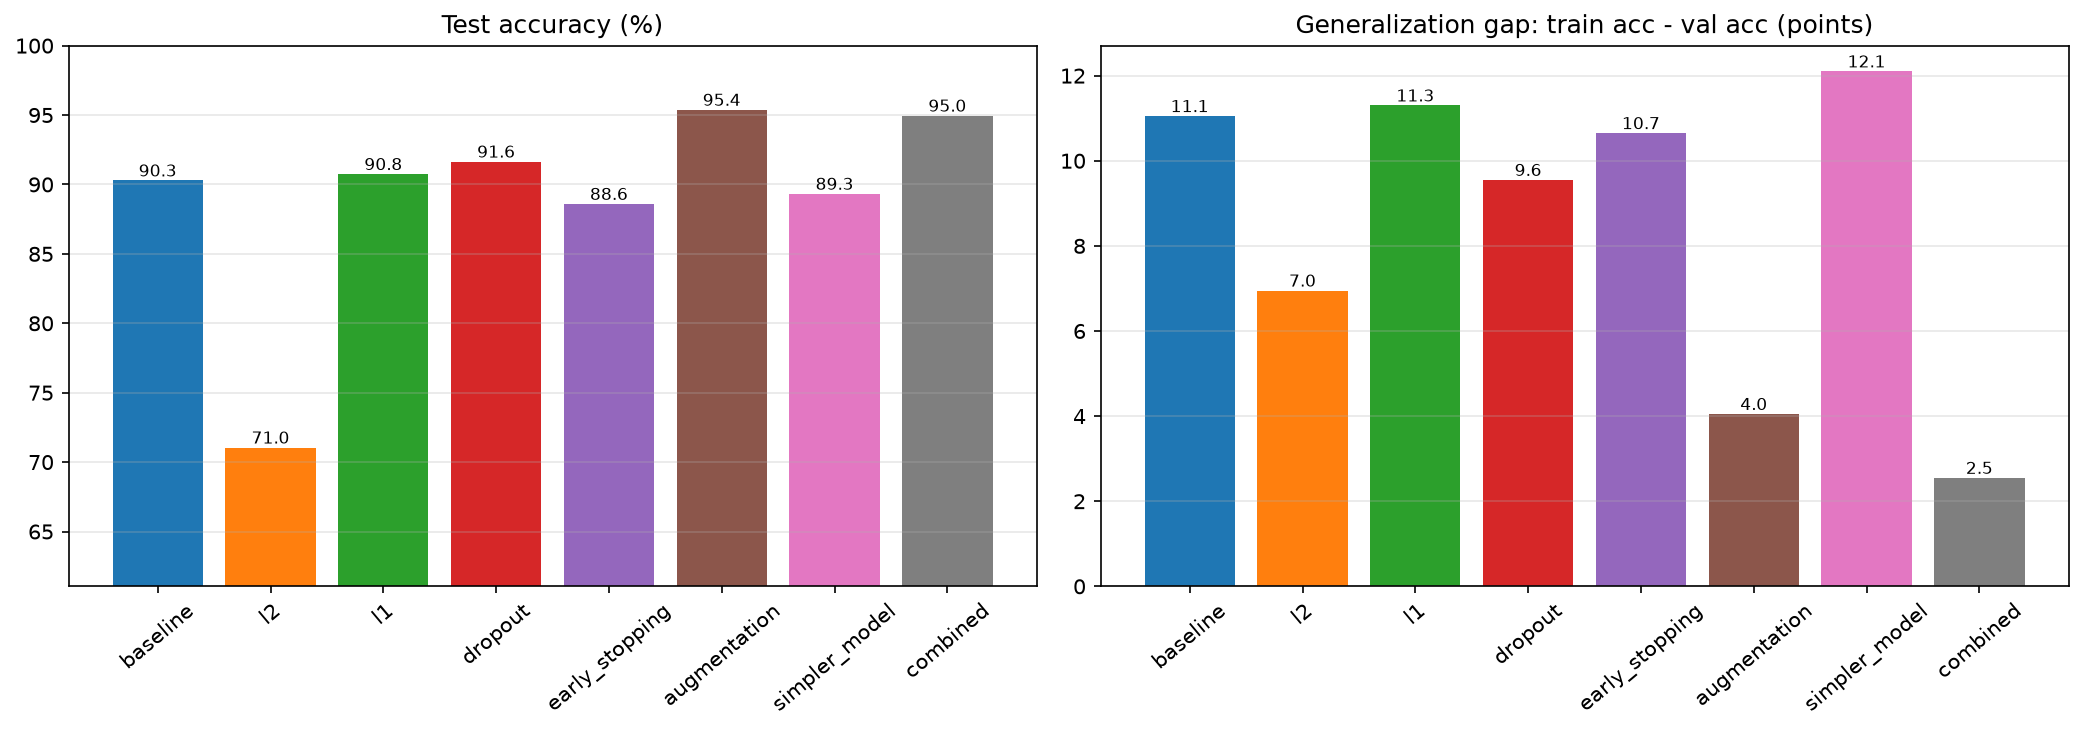 Test accuracy (%)
100
95
90
85
80
75
70
65
90.3
71.0
90.8
91.6
88.6
95.4
89.3
95.0
baseline
l2
l1
dropout
early_stopping
augmentation
simpler_model
combined
Generalization gap: train acc - val acc (points)
12
10
8
6
4
2
0
11.1
7.0
11.3
9.6
10.7
4.0
12.1
2.5
baseline
l2
l1
dropout
early_stopping
augmentation
simpler_model
combined